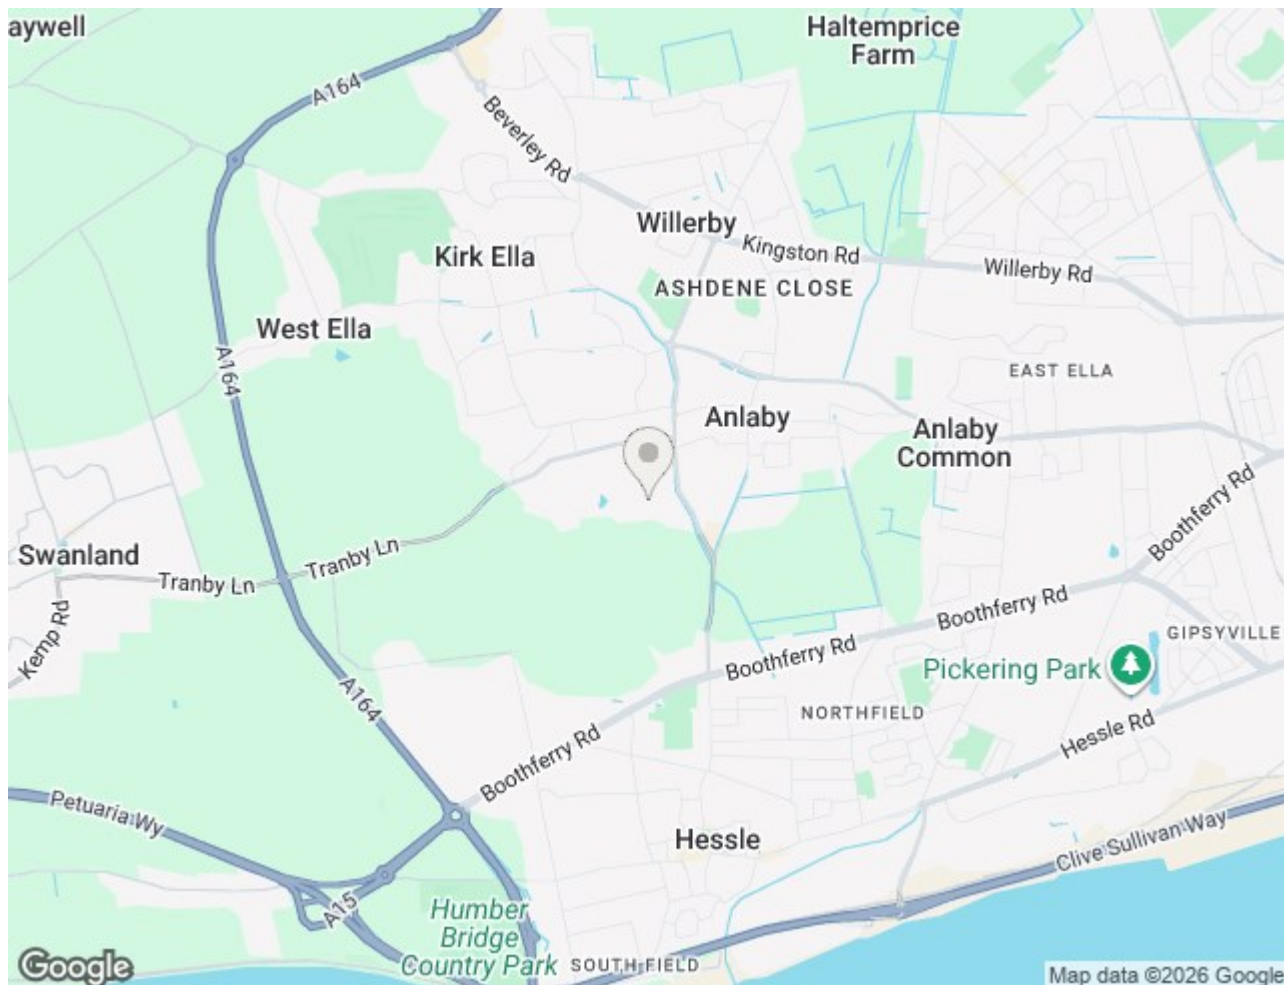 aywell
Haltemprice
Farm
A164
Beverley Rd
Willerby
Kingston Rd
Willerby Rd
Kirk Ella
ASHDENE CLOSE
West Ella
A164
EAST ELLA
Anlaby
Anlaby
Common
Boothferry Rd
Swanland
Tranby Ln
Tranby Ln
Kemp Rd
Boothferry Rd
Boothferry Rd
GIPSYVILLE
Pickering Park
A164
NORTHFIELD
Hessle Rd
Boothferry Rd
Petuaria Wy
Hessle
Clive Sullivan Way
A15
Humber
Bridge
Country Park
SOUTH FIELD
Google
Map data ©2026 Google